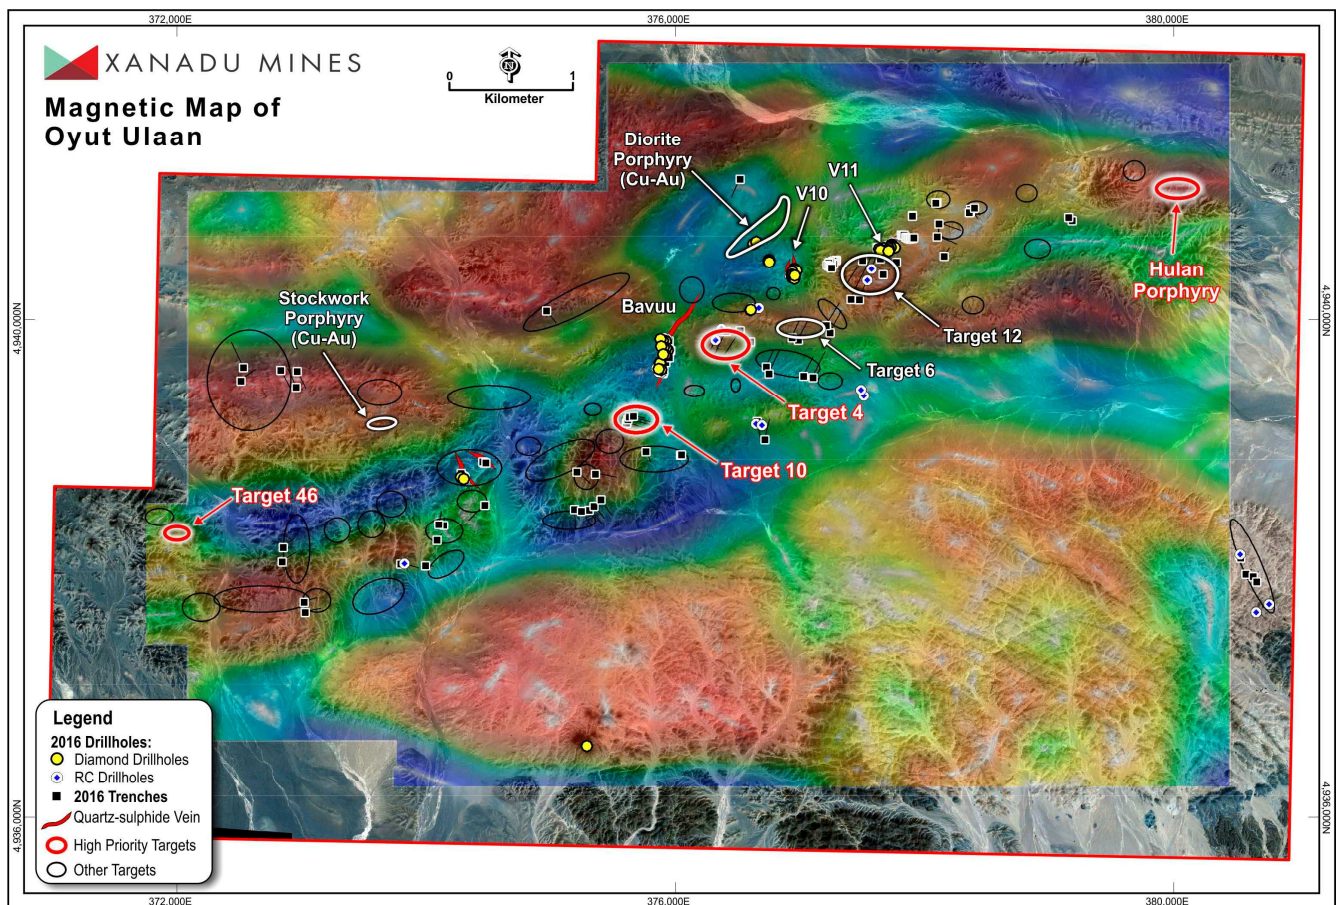 372,000E
376,000E
380,000E
XANADU MINES
Magnetic Map of
Oyut Ulaan
0
N
1
Kilometer
Diorite
Porphyry
(Cu-Au)
V10
V11
Hulan
Porphyry
Bavuu
Stockwork
Porphyry
(Cu-Au)
4,940,000N
4,940,000N
Target 12
Target 6
Target 4
Target 10
Target 46
Legend
2016 Drillholes:
Diamond Drillholes
RC Drillholes
2016 Trenches
Quartz-sulphide Vein
High Priority Targets
Other Targets
4,936,000N
4,936,000N
372,000E
376,000E
380,000E